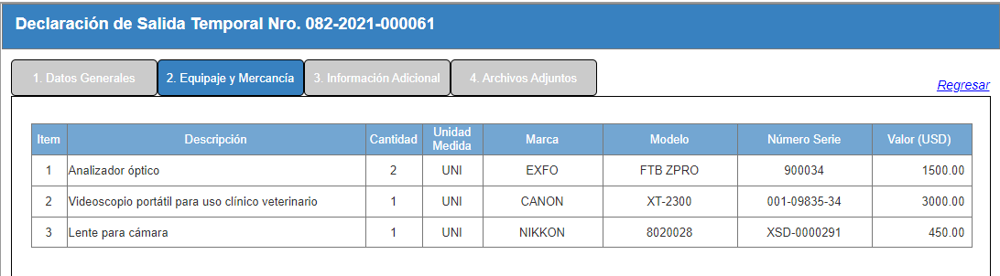 Declaración de Salida Temporal Nro. 082-2021-000061
1. Datos Generales 2. Equipaje y Mercancía 3. Información Adicional 4. Archivos Adjuntos
Regresar
Item Descripción Cantidad Unidad Medida Marca Modelo Número Serie Valor (USD)
1 Analizador óptico 2 UNI EXFO FTB ZPRO 900034 1500.00
2 Videoscopio portátil para uso clínico veterinario 1 UNI CANON XT-2300 001-09835-34 3000.00
3 Lente para cámara 1 UNI NIKKON 8020028 XSD-0000291 450.00